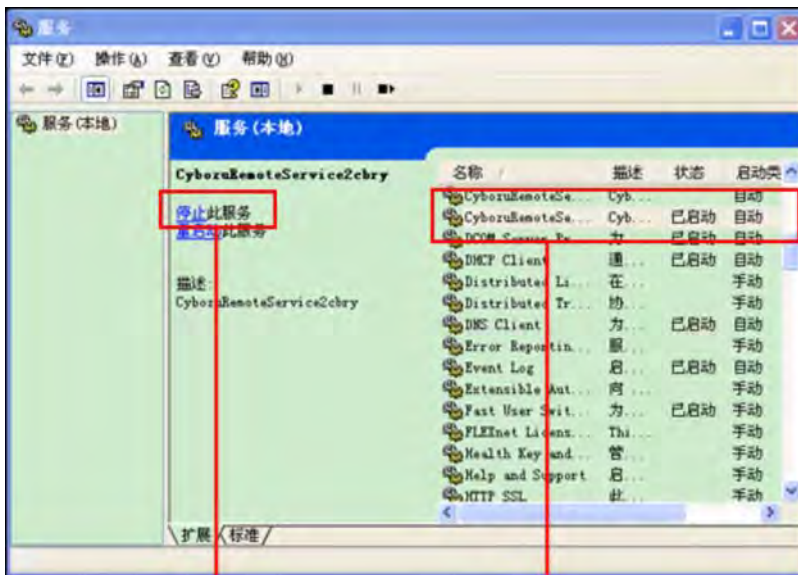 服务
文件(F) 操作(A) 查看(V) 帮助(H)
服务(本地)
服务(本地)
CybozuRemoteService2cbry
停止此服务
重启动此服务
描述:
CybozuRemoteService2cbry
名称 描述 状态 启动类
CybozuRemoteSe... Cyb... 自动
CybozuRemoteSe... Cyb... 已启动 自动
DCOM Server Pr... 为... 已启动 自动
DHCP Client 通... 已启动 自动
Distributed Li... 在... 手动
Distributed Tr... 协... 手动
DNS Client 为... 已启动 自动
Error Reportin... 服... 手动
Event Log 启... 已启动 自动
Extensible Aut... 向... 手动
Fast User Swit... 为... 已启动 手动
FLEXnet Licens... Thi... 手动
Health Key and... 管... 手动
Help and Support 启... 手动
HTTP SSL 此... 手动
扩展 标准